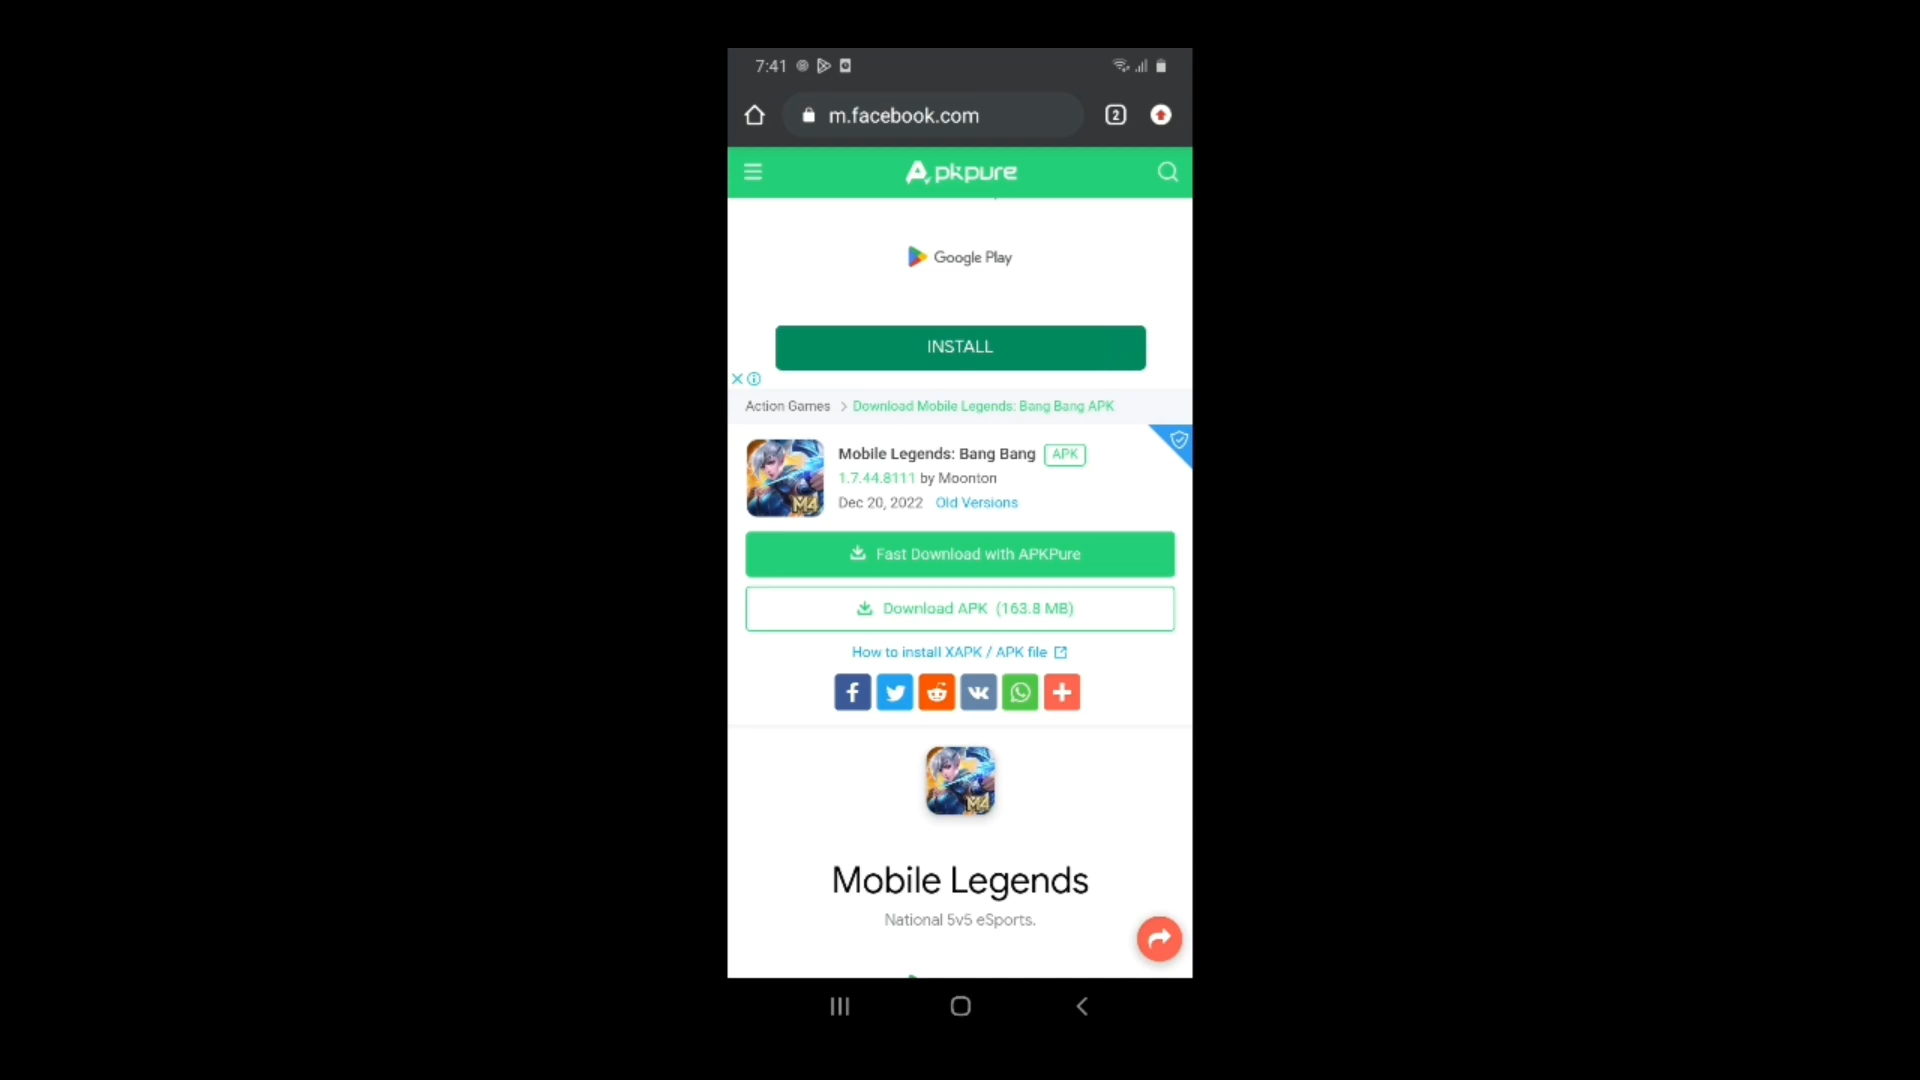 7:41
m.facebook.com
2
Apkpure
Google Play
INSTALL
Action Games > Download Mobile Legends: Bang Bang APK
Mobile Legends: Bang Bang APK
1.7.44.8111 by Moonton
Dec 20, 2022 Old Versions
M4
Fast Download with APKPure
Download APK (163.8 MB)
How to install XAPK / APK file
M4
Mobile Legends
National 5v5 eSports.